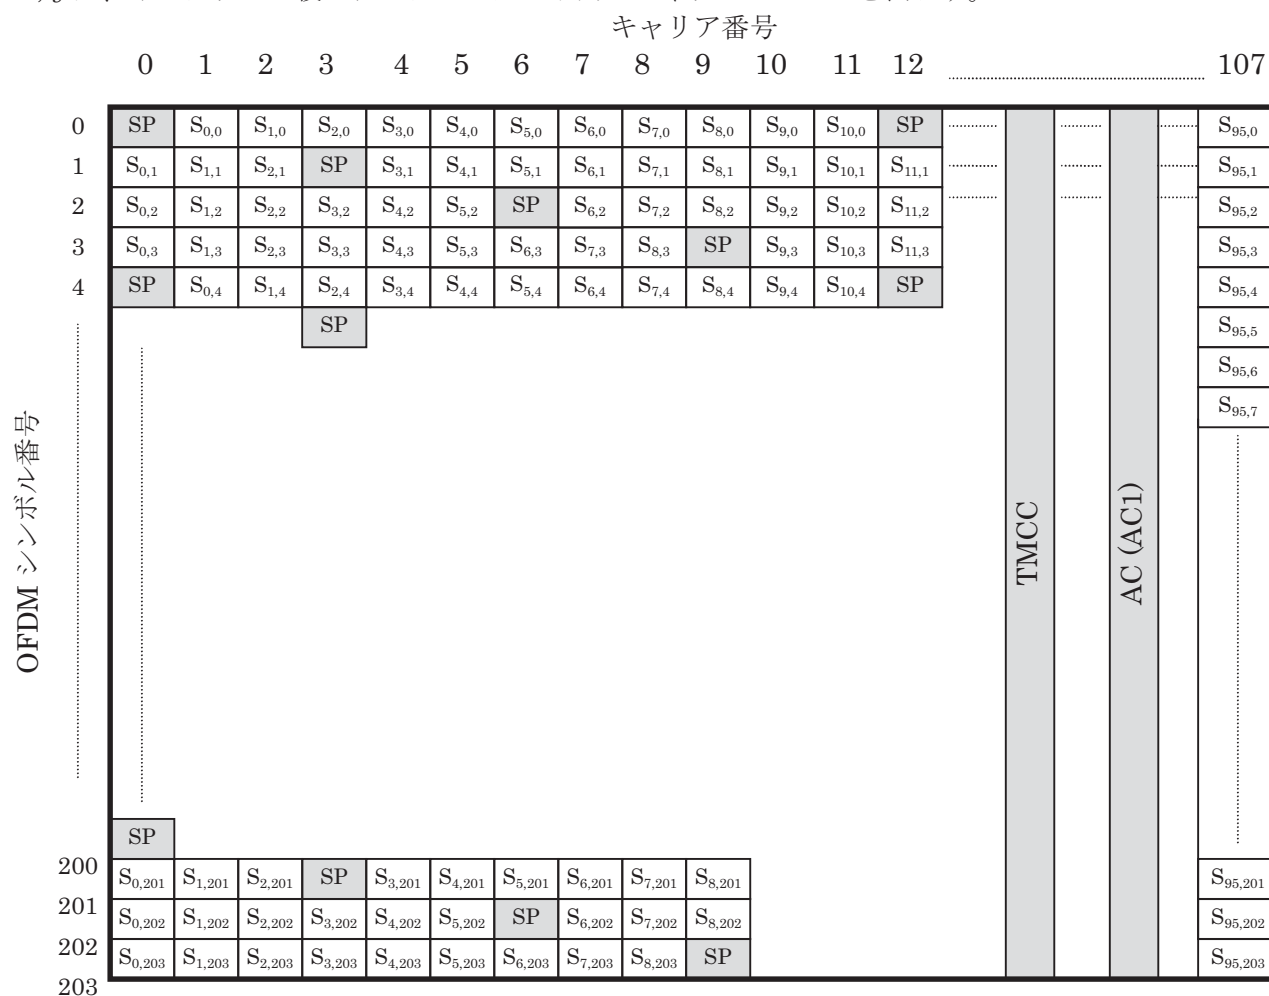 キャリア番号
0 1 2 3 4 5 6 7 8 9 10 11 12 107
0 SP S0,0 S1,0 S2,0 S3,0 S4,0 S5,0 S6,0 S7,0 S8,0 S9,0 S10,0 SP S95,0
1 S0,1 S1,1 S2,1 SP S3,1 S4,1 S5,1 S6,1 S7,1 S8,1 S9,1 S10,1 S11,1 S95,1
2 S0,2 S1,2 S2,2 S3,2 S4,2 S5,2 SP S6,2 S7,2 S8,2 S9,2 S10,2 S11,2 S95,2
3 S0,3 S1,3 S2,3 S3,3 S4,3 S5,3 S6,3 S7,3 S8,3 SP S9,3 S10,3 S11,3 S95,3
4 SP S0,4 S1,4 S2,4 S3,4 S4,4 S5,4 S6,4 S7,4 S8,4 S9,4 S10,4 SP S95,4
SP S95,5
S95,6
S95,7
OFDM シンボル番号
TMCC
AC (AC1)
SP
200 S0,201 S1,201 S2,201 SP S3,201 S4,201 S5,201 S6,201 S7,201 S8,201 S95,201
201 S0,202 S1,202 S2,202 S3,202 S4,202 S5,202 SP S6,202 S7,202 S8,202 S95,202
202 S0,203 S1,203 S2,203 S3,203 S4,203 S5,203 S6,203 S7,203 S8,203 SP S95,203
203